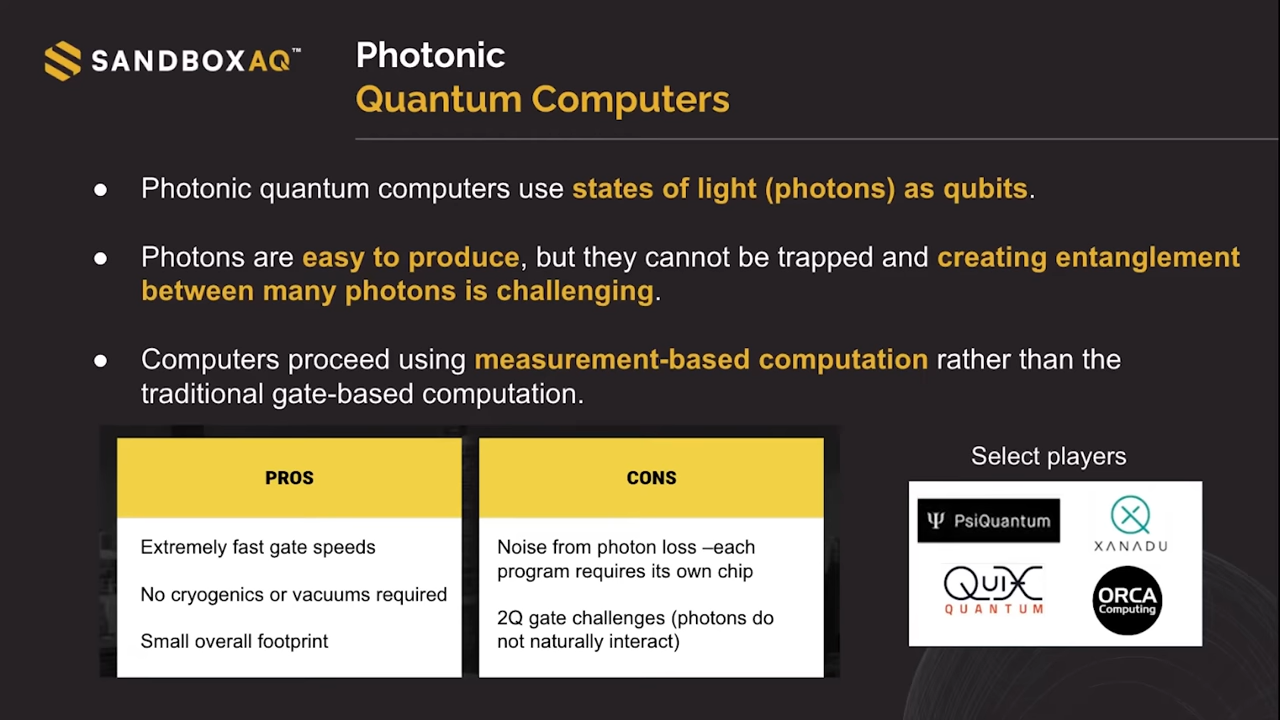 SANDBOXAQ™
Photonic
Quantum Computers
● Photonic quantum computers use states of light (photons) as qubits.
● Photons are easy to produce, but they cannot be trapped and creating entanglement
between many photons is challenging.
● Computers proceed using measurement-based computation rather than the
traditional gate-based computation.
PROS
Extremely fast gate speeds
No cryogenics or vacuums required
Small overall footprint
CONS
Noise from photon loss –each
program requires its own chip
2Q gate challenges (photons do
not naturally interact)
Select players
Ψ PsiQuantum
XANADU
QUIX
QUANTUM
ORCA
Computing